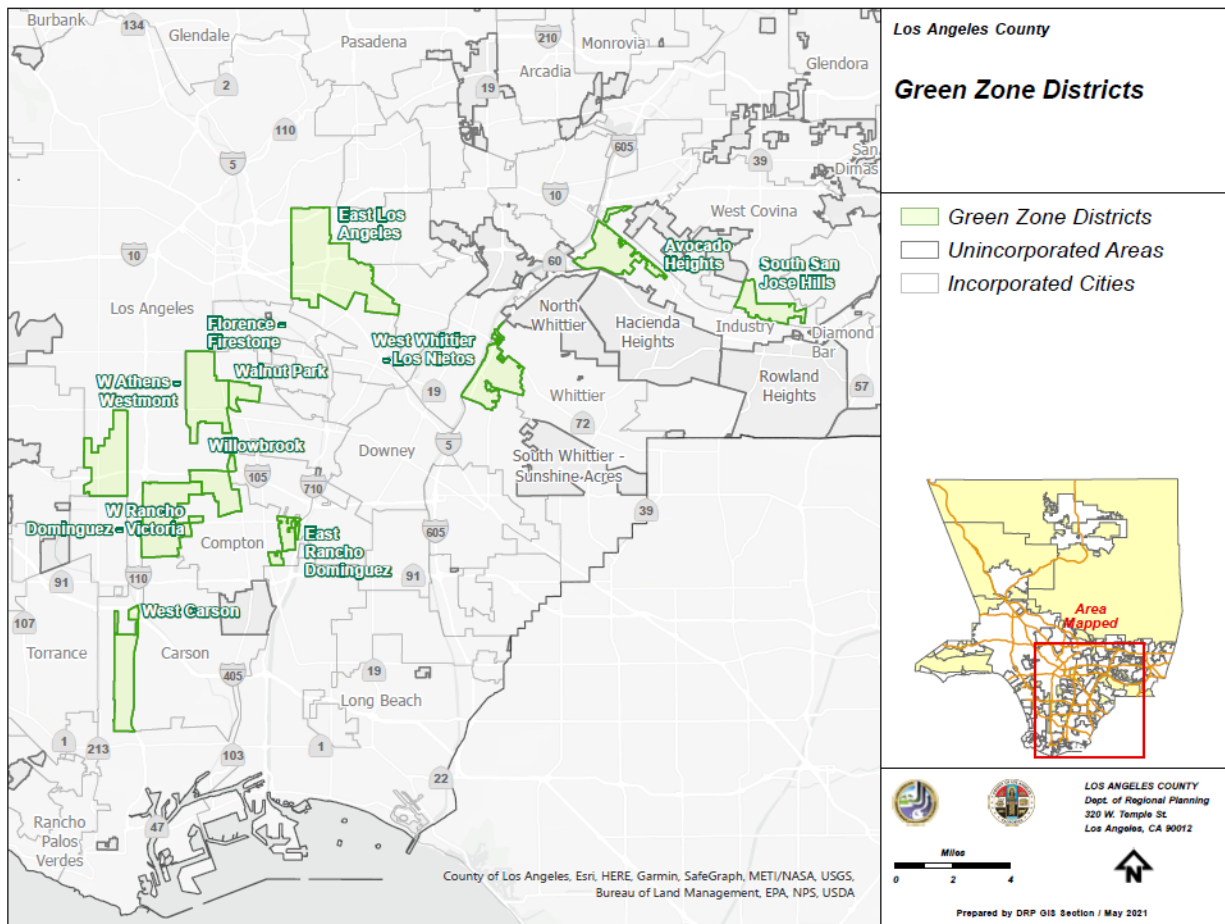 Burbank
134
Glendale
Pasadena
210
Monrovia
Arcadia
Glendora
2
19
110
605
39
San
Dimas
5
10
West Covina
East Los
Angeles
Avocado
Heights
10
60
South San
Jose Hills
Los Angeles
North
Whittier
Hacienda
Heights
Industry
Diamond
Bar
Florence -
Firestone
West Whittier
- Los Nietos
Walnut Park
W Athens -
Westmont
19
Whittier
Rowland
Heights
57
72
Willowbrook
Downey
5
South Whittier -
Sunshine Acres
105
710
W Rancho
Dominguez - Victoria
39
Compton
East
Rancho
Dominguez
605
91
110
91
West Carson
107
Torrance
Carson
405
19
Long Beach
1
213
103
1
22
47
Rancho
Palos
Verdes
County of Los Angeles, Esri, HERE, Garmin, SafeGraph, METI/NASA, USGS,
Bureau of Land Management, EPA, NPS, USDA
Los Angeles County
Green Zone Districts
Green Zone Districts
Unincorporated Areas
Incorporated Cities
Area
Mapped
LOS ANGELES COUNTY
Dept. of Regional Planning
320 W. Temple St.
Los Angeles, CA 90012
Miles
0 2 4
N
Prepared by DRP GIS Section / May 2021